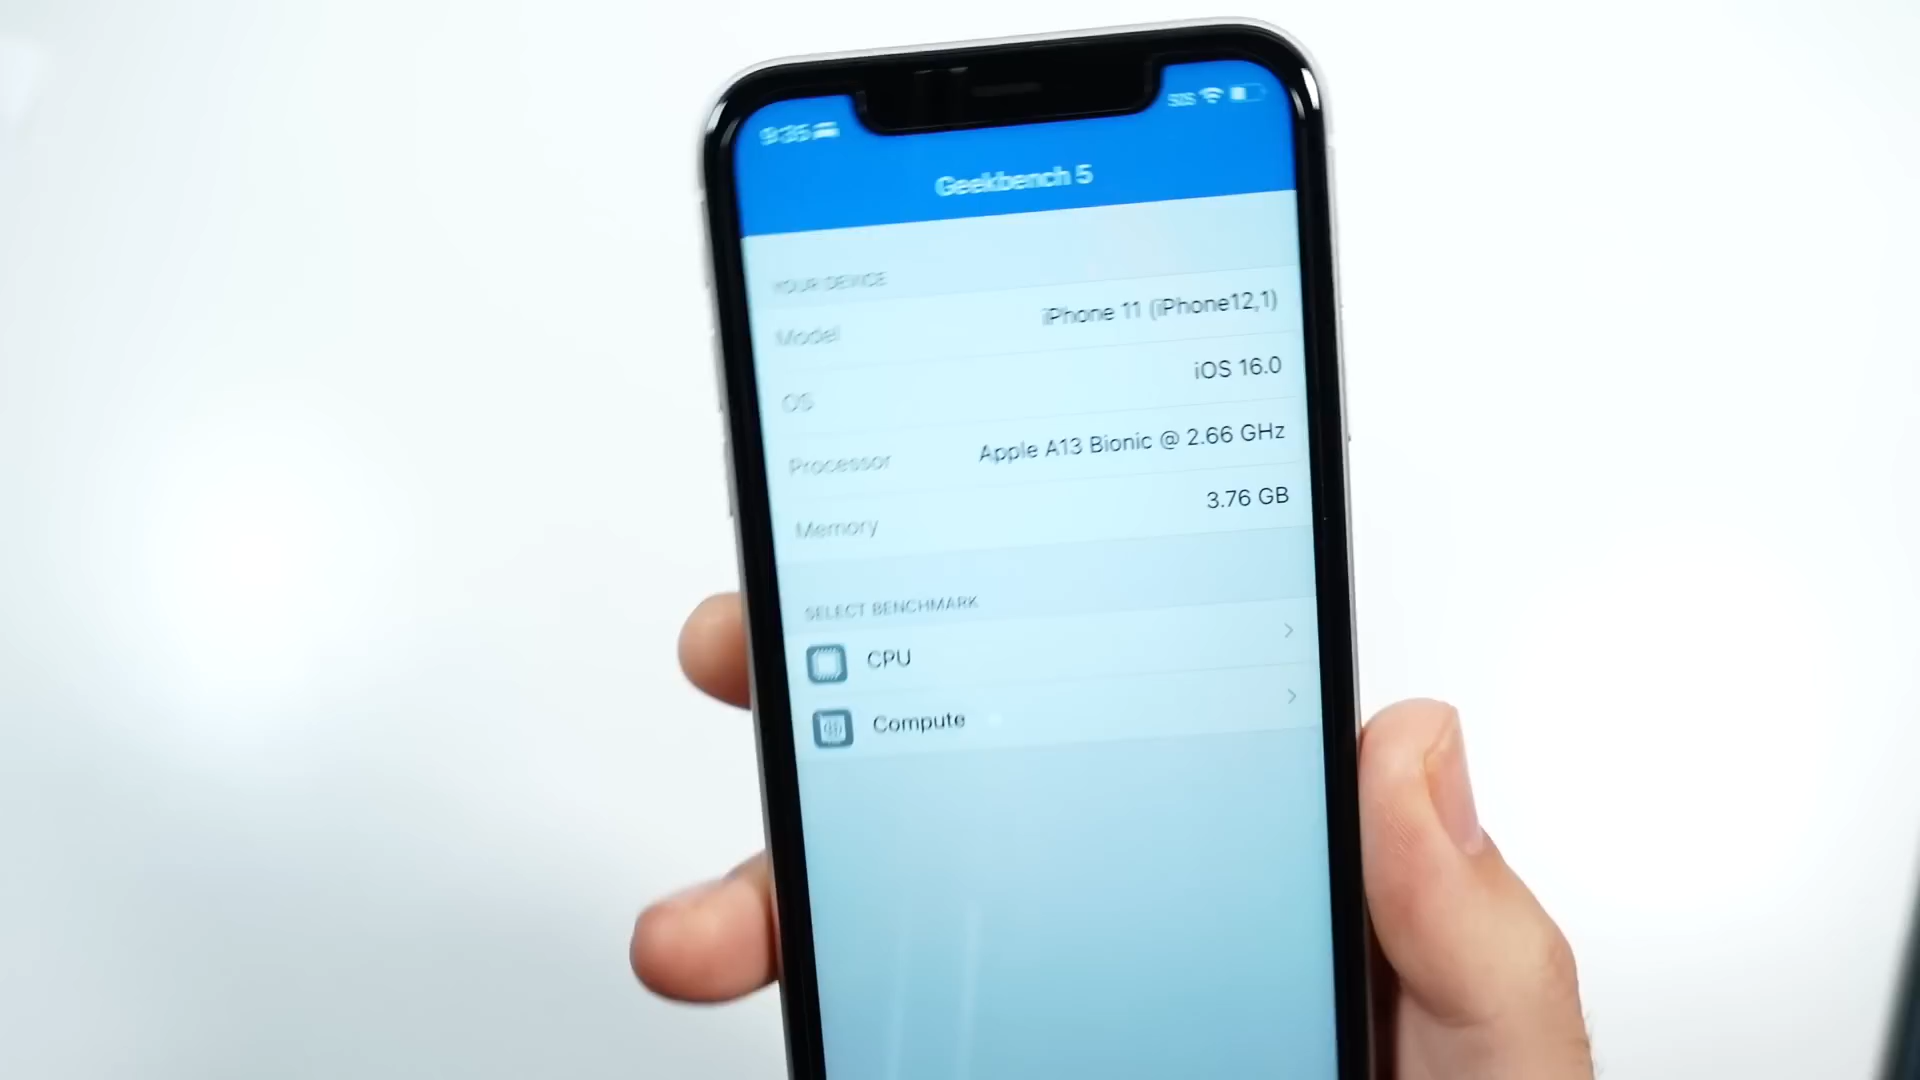 9:35
SOS
Geekbench 5
YOUR DEVICE
Model iPhone 11 (iPhone12,1)
OS iOS 16.0
Processor Apple A13 Bionic @ 2.66 GHz
Memory 3.76 GB
SELECT BENCHMARK
CPU
Compute